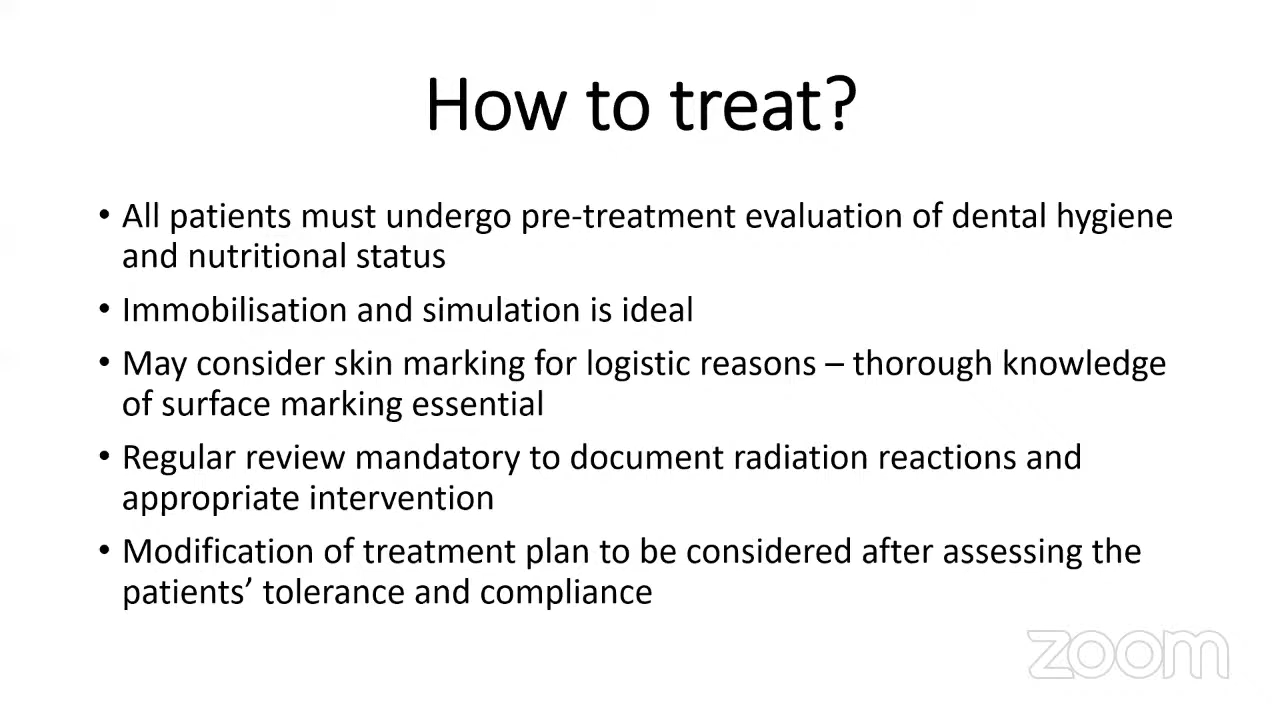 How to treat?
• All patients must undergo pre-treatment evaluation of dental hygiene
and nutritional status
• Immobilisation and simulation is ideal
• May consider skin marking for logistic reasons – thorough knowledge
of surface marking essential
• Regular review mandatory to document radiation reactions and
appropriate intervention
• Modification of treatment plan to be considered after assessing the
patients’ tolerance and compliance
zoom